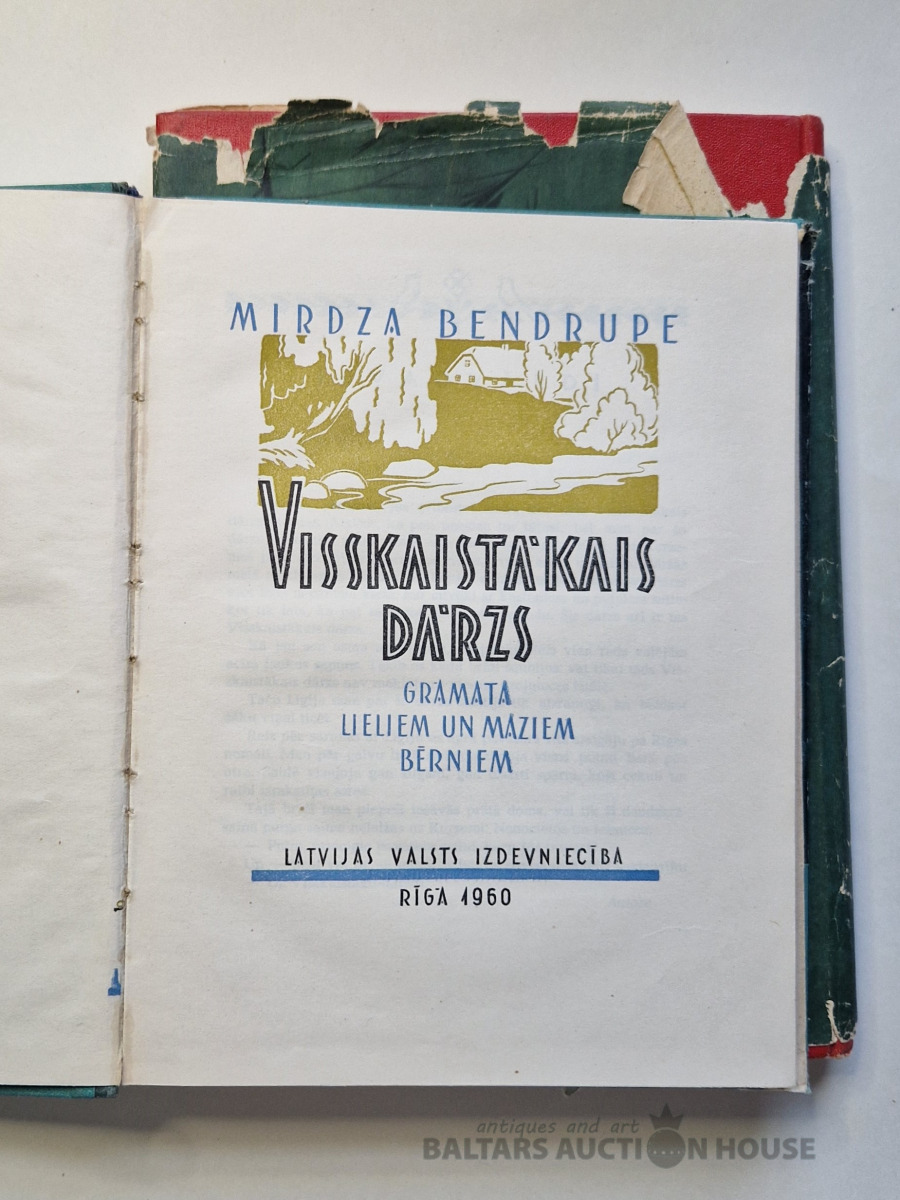 MIRDZA BENDRUPE
VISSKAISTĀKAIS
DĀRZS
GRĀMATA
LIELIEM UN MAZIEM
BĒRNIEM
LATVIJAS VALSTS IZDEVNIECĪBA
RĪGĀ 1960
antiques and art
BALTARS AUCTION HOUSE